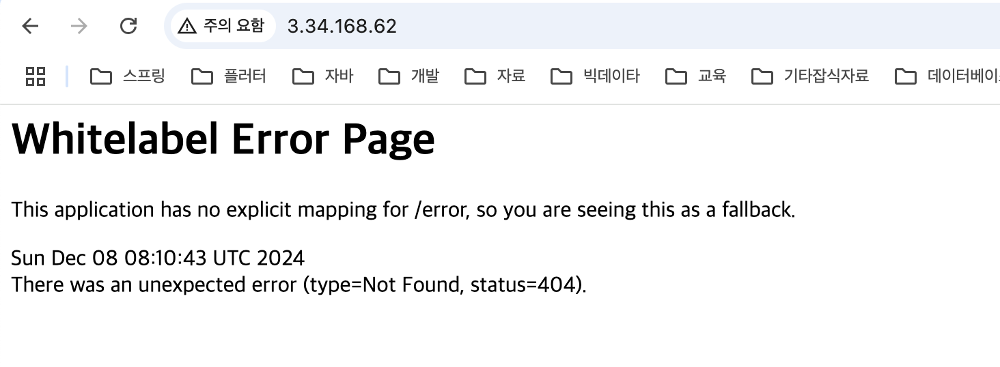 주의 요함 3.34.168.62
스프링 플러터 자바 개발 자료 빅데이타 교육 기타잡식자료 데이터베이
Whitelabel Error Page
This application has no explicit mapping for /error, so you are seeing this as a fallback.
Sun Dec 08 08:10:43 UTC 2024
There was an unexpected error (type=Not Found, status=404).